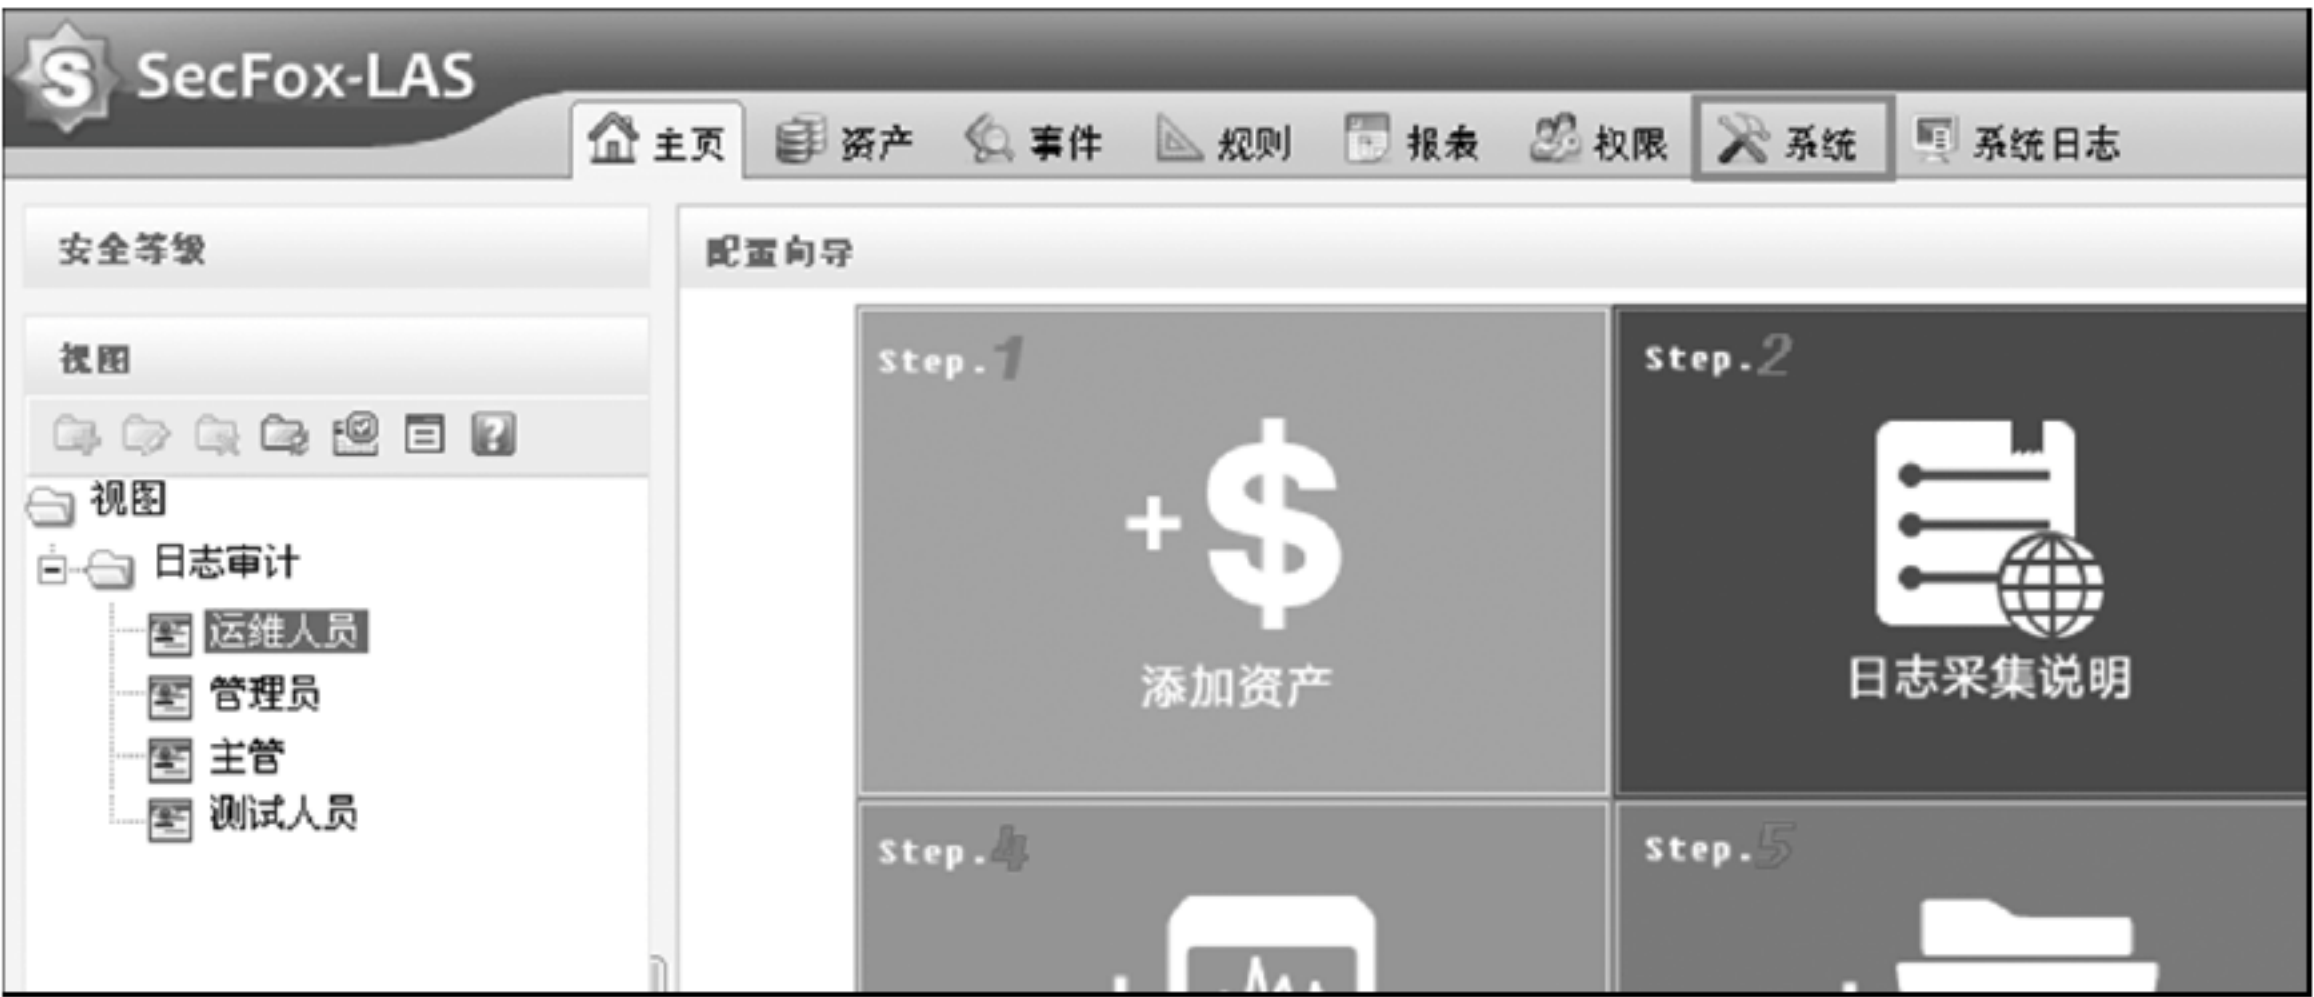 SecFox-LAS
主页 资产 事件 规则 报表 权限 系统 系统日志
安全等级
配置向导
视图
视图
日志审计
运维人员
管理员
主管
测试人员
Step.1
添加资产
Step.2
日志采集说明
Step.4
Step.5